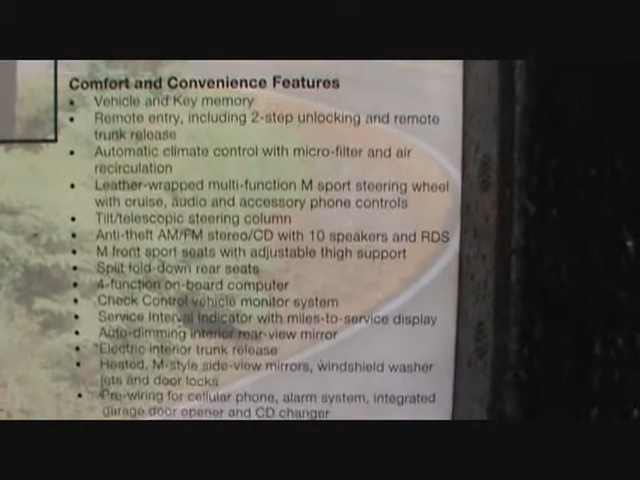 Comfort and Convenience Features
• Vehicle and Key memory
• Remote entry, including 2-step unlocking and remote
trunk release
• Automatic climate control with micro-filter and air
recirculation
• Leather-wrapped multi-function M sport steering wheel
with cruise, audio and accessory phone controls
• Tilt/telescopic steering column
• Anti-theft AM/FM stereo/CD with 10 speakers and RDS
• M front sport seats with adjustable thigh support
• Split fold-down rear seats
• 4-function on-board computer
• Check Control vehicle monitor system
• Service Interval Indicator with miles-to-service display
• Auto-dimming interior rear-view mirror
• Electric interior trunk release
• Heated, M-style side-view mirrors, windshield washer
jets and door locks
• Pre-wiring for cellular phone, alarm system, integrated
garage door opener and CD changer